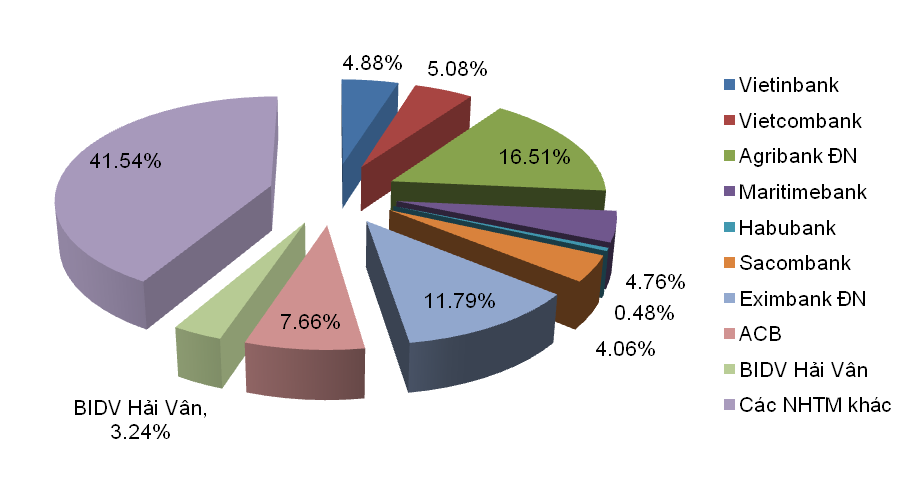 4.88%
5.08%
16.51%
41.54%
4.76%
0.48%
4.06%
11.79%
7.66%
BIDV Hải Vân,
3.24%
Vietinbank
Vietcombank
Agribank ĐN
Maritimebank
Habubank
Sacombank
Eximbank ĐN
ACB
BIDV Hải Vân
Các NHTM khác